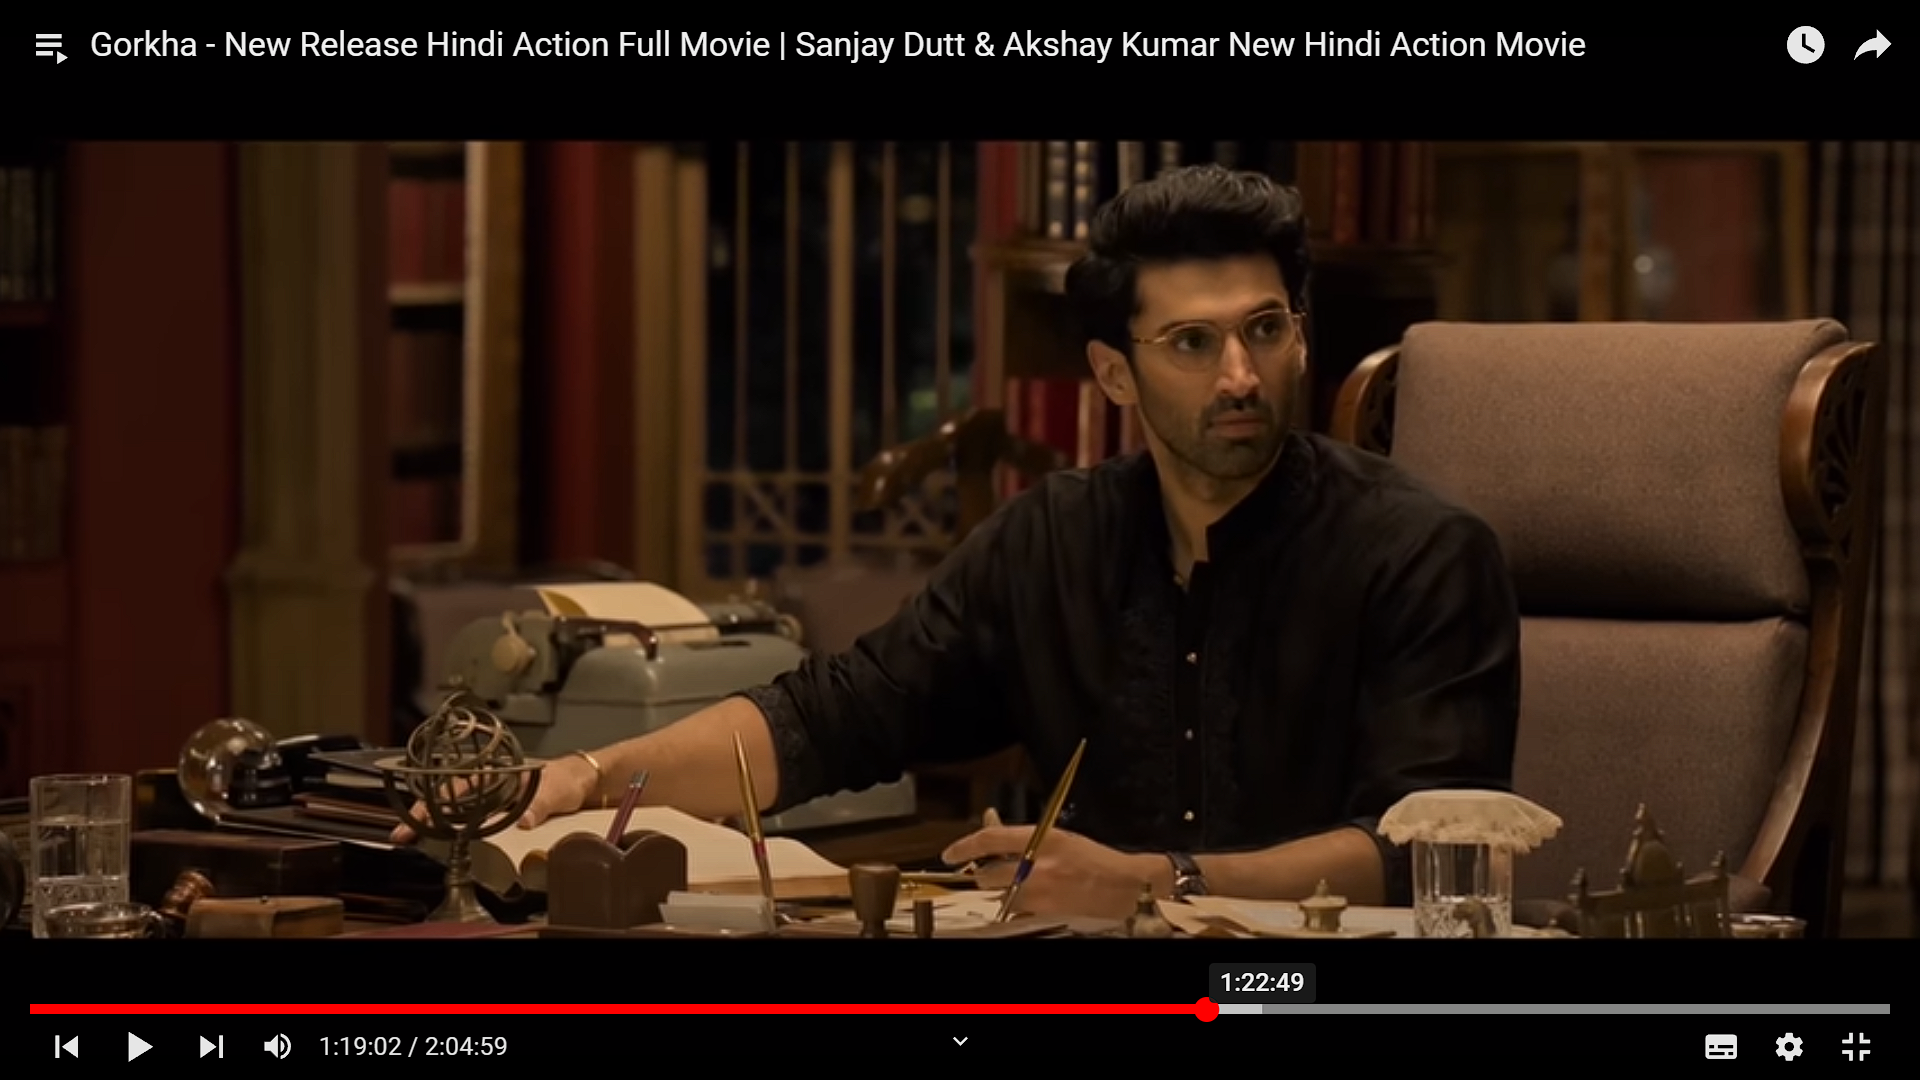 Gorkha - New Release Hindi Action Full Movie | Sanjay Dutt & Akshay Kumar New Hindi Action Movie
1:22:49
1:19:02 / 2:04:59